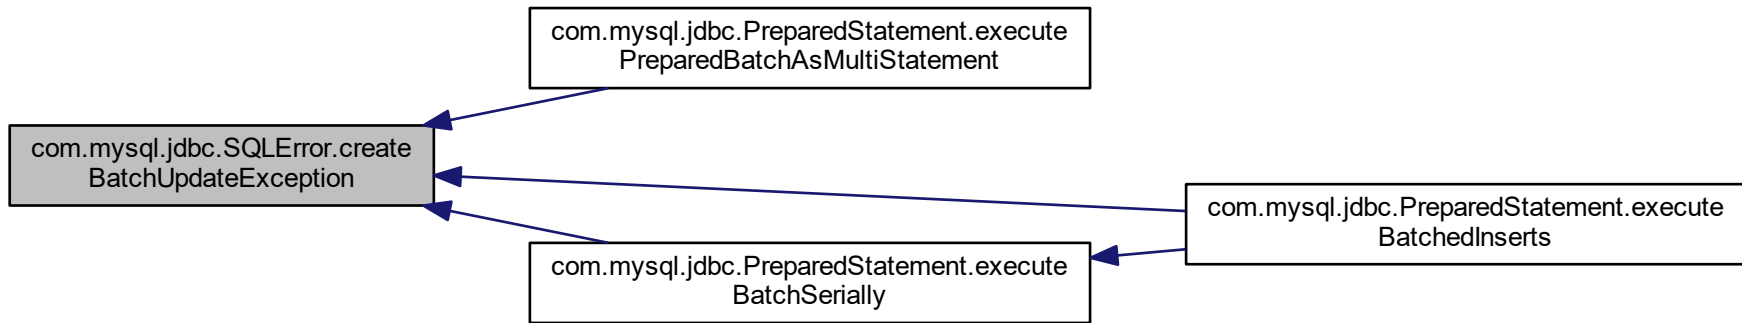 com.mysql.jdbc.PreparedStatement.execute
PreparedBatchAsMultiStatement
com.mysql.jdbc.SQLError.create
BatchUpdateException
com.mysql.jdbc.PreparedStatement.execute
BatchedInserts
com.mysql.jdbc.PreparedStatement.execute
BatchSerially